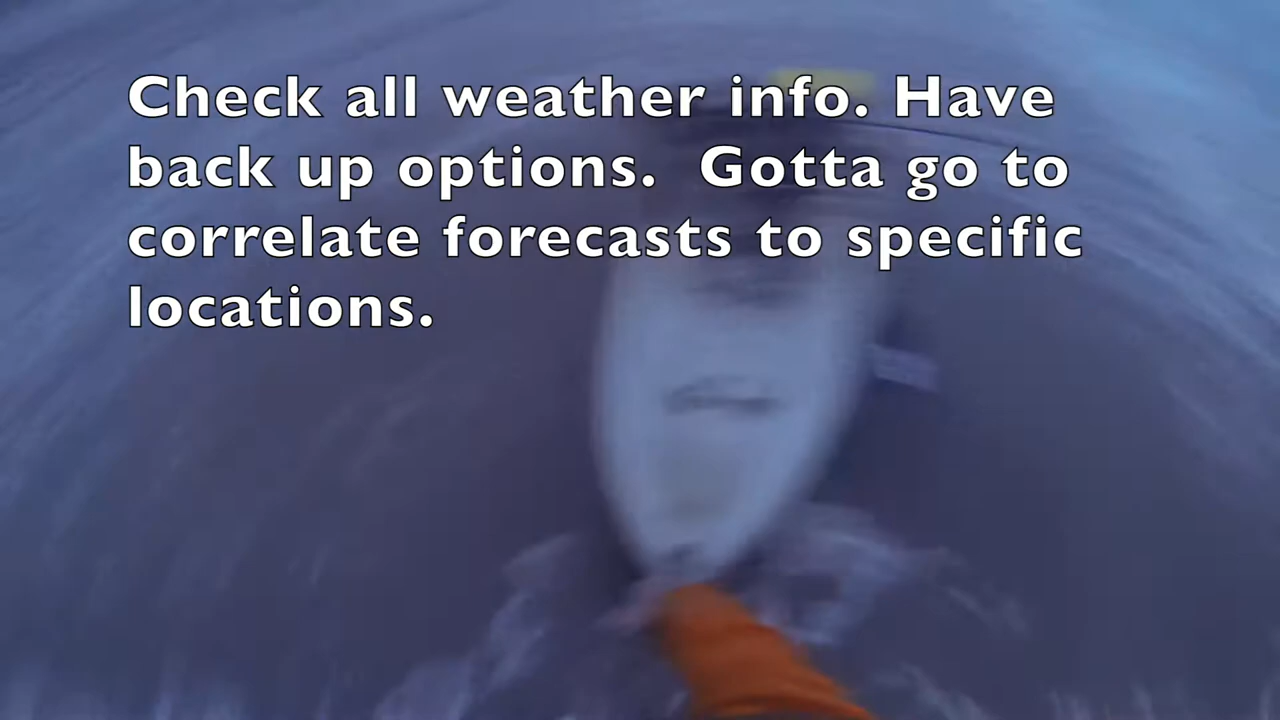 Check all weather info. Have
back up options.  Gotta go to
correlate forecasts to specific
locations.